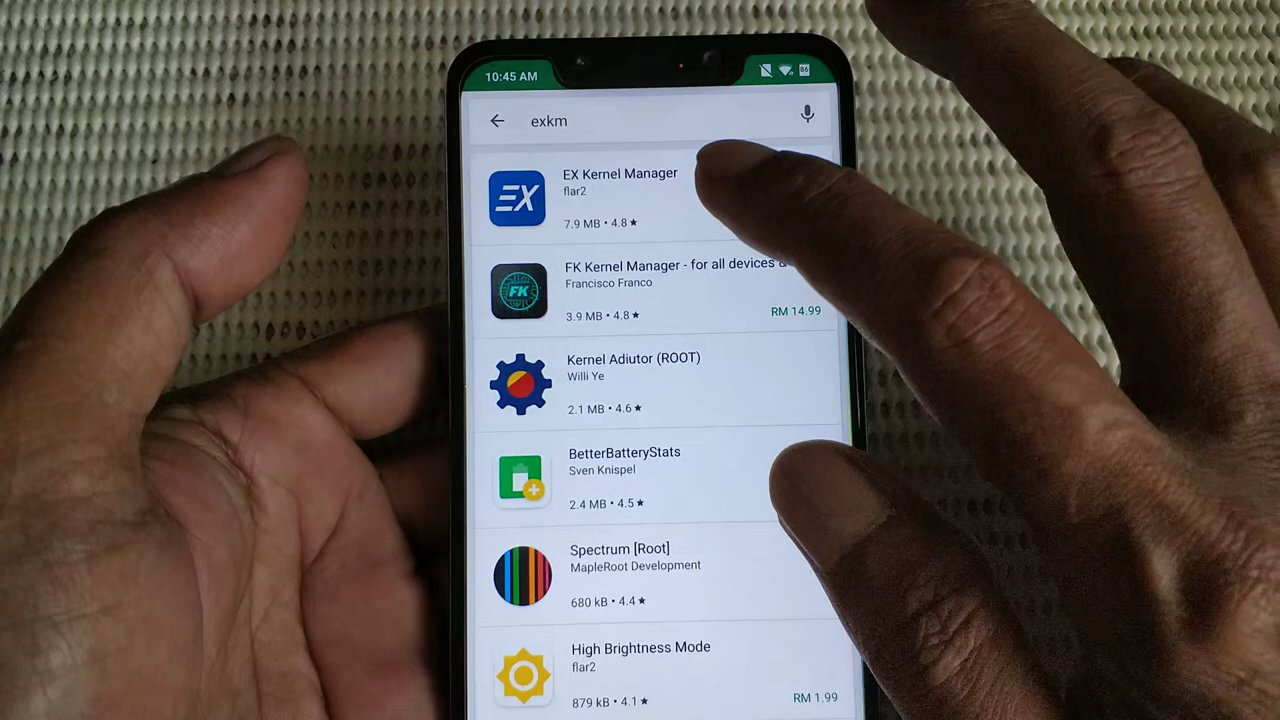 10:45 AM
86
exkm
EX
EX Kernel Manager
flar2
7.9 MB • 4.8 ★
FK
FK Kernel Manager - for all devices &
Francisco Franco
3.9 MB • 4.8 ★
RM 14.99
Kernel Adiutor (ROOT)
Willi Ye
2.1 MB • 4.6 ★
BetterBatteryStats
Sven Knispel
2.4 MB • 4.5 ★
Spectrum [Root]
MapleRoot Development
680 kB • 4.4 ★
High Brightness Mode
flar2
879 kB • 4.1 ★
RM 1.99